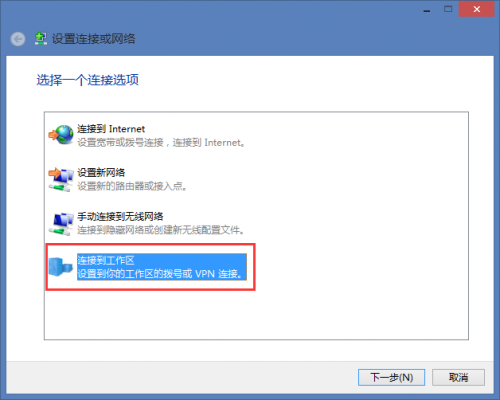 设置连接或网络
选择一个连接选项
连接到 Internet
设置宽带或拨号连接，连接到 Internet。
设置新网络
设置新的路由器或接入点。
手动连接到无线网络
连接到隐藏网络或创建新无线配置文件。
连接到工作区
设置到你的工作区的拨号或 VPN 连接。
下一步(N)
取消